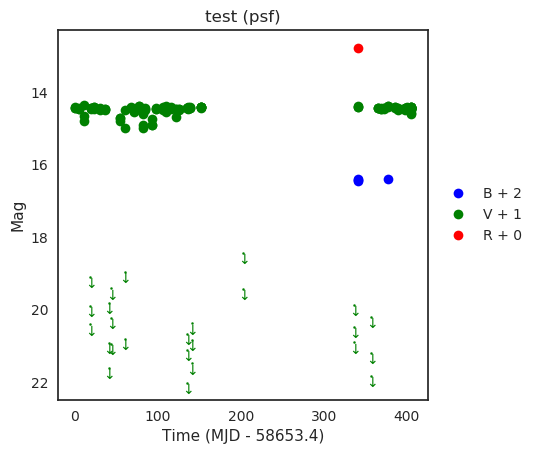 test (psf)
Mag
14
16
18
20
22
0
100
200
300
400
Time (MJD - 58653.4)
B + 2
V + 1
R + 0